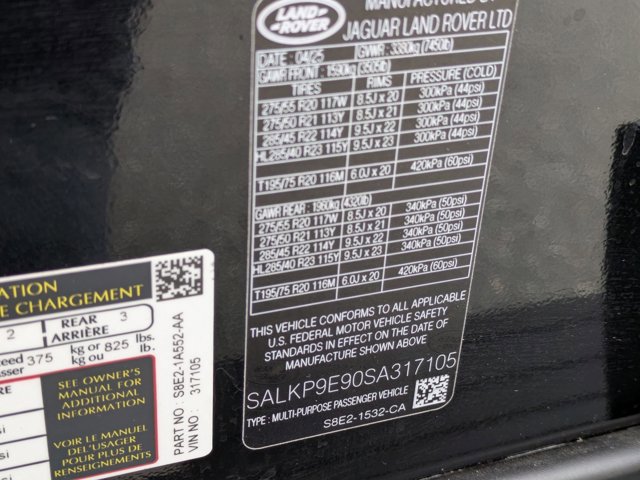 LAND ROVER
MANUFACTURED BY
JAGUAR LAND ROVER LTD
DATE: 04/25 GVWR: 3380kg (7450lb)
GAWR FRONT: 1590kg (3505lb)
TIRES RIMS PRESSURE (COLD)
275/55 R20 117W 8.5J x 20 300kPa (44psi)
275/50 R21 113Y 8.5J x 21 300kPa (44psi)
285/45 R22 114Y 9.5J x 22 300kPa (44psi)
HL285/40 R23 115Y 9.5J x 23 300kPa (44psi)
T195/75 R20 116M 6.0J x 20 420kPa (60psi)
GAWR REAR: 1960kg 4320lb)
275/55 R20 117W 8.5J x 20 340kPa (50psi)
275/50 R21 113Y 8.5J x 21 340kPa (50psi)
285/45 R22 114Y 9.5J x 22 340kPa (50psi)
HL285/40 R23 115Y 9.5J x 23 340kPa (50psi)
T195/75 R20 116M 6.0J x 20 420kPa (60psi)
THIS VEHICLE CONFORMS TO ALL APPLICABLE
U.S. FEDERAL MOTOR VEHICLE SAFETY
STANDARDS IN EFFECT ON THE DATE OF
MANUFACTURE SHOWN ABOVE
SALKP9E90SA317105
TYPE: MULTI-PURPOSE PASSENGER VEHICLE
S8E2-1532-CA
ATION
E CHARGEMENT
2 REAR 3
ARRIÈRE
ceed 375 kg or 825 lbs.
asser kg ou lb.
SEE OWNER'S
MANUAL FOR
ADDITIONAL
INFORMATION
VOIR LE MANUEL
DE L'USAGER
POUR PLUS DE
RENSEIGNEMENTS
PART NO: S8E2-1A552-AA
VIN NO: 317105